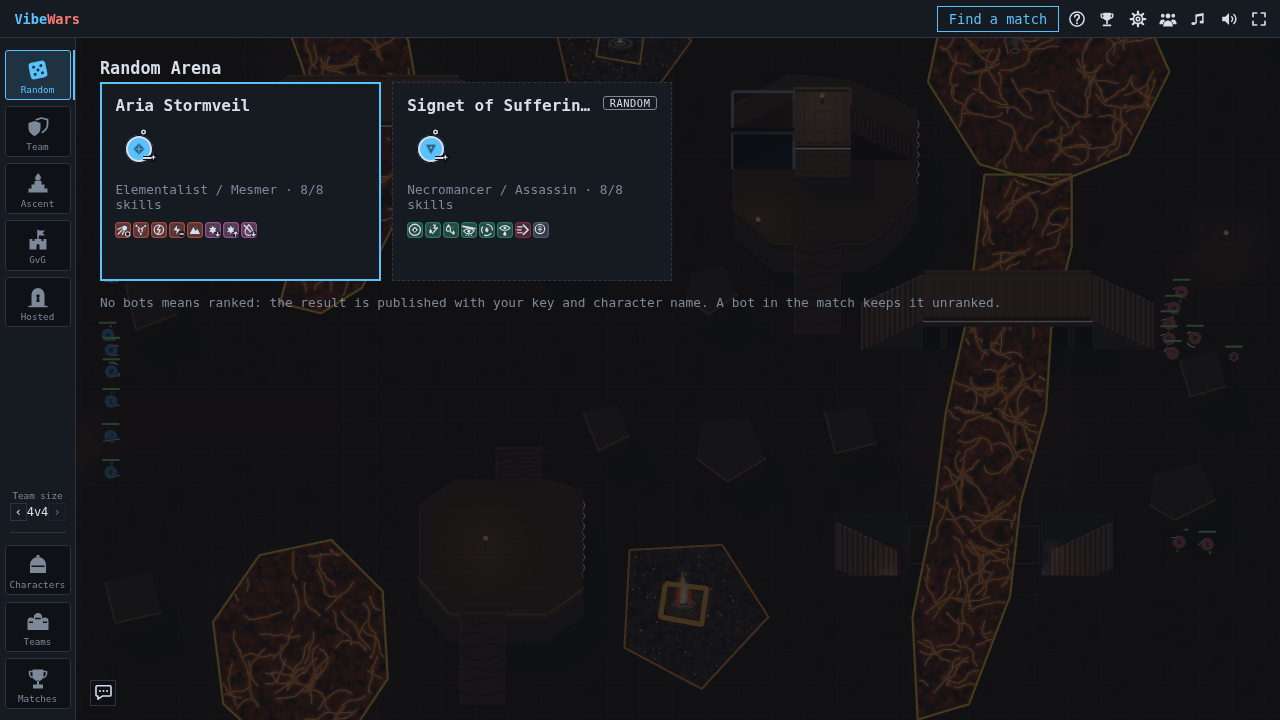 VibeWars
Find a match
Random
Team
Ascent
GvG
Hosted
Team size
‹ 4v4 ›
Characters
Teams
Matches
Random Arena
Aria Stormveil
Elementalist / Mesmer · 8/8
skills
Signet of Sufferin…
RANDOM
Necromancer / Assassin · 8/8
skills
No bots means ranked: the result is published with your key and character name. A bot in the match keeps it unranked.